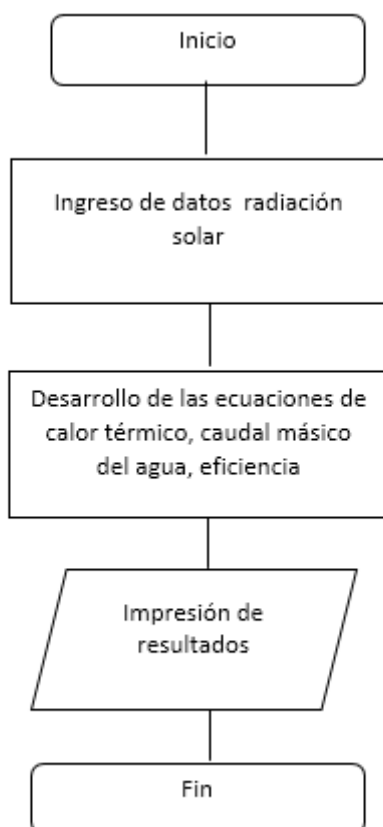 Inicio
Ingreso de datos radiación
solar
Desarrollo de las ecuaciones de
calor térmico, caudal másico
del agua, eficiencia
Impresión de
resultados
Fin